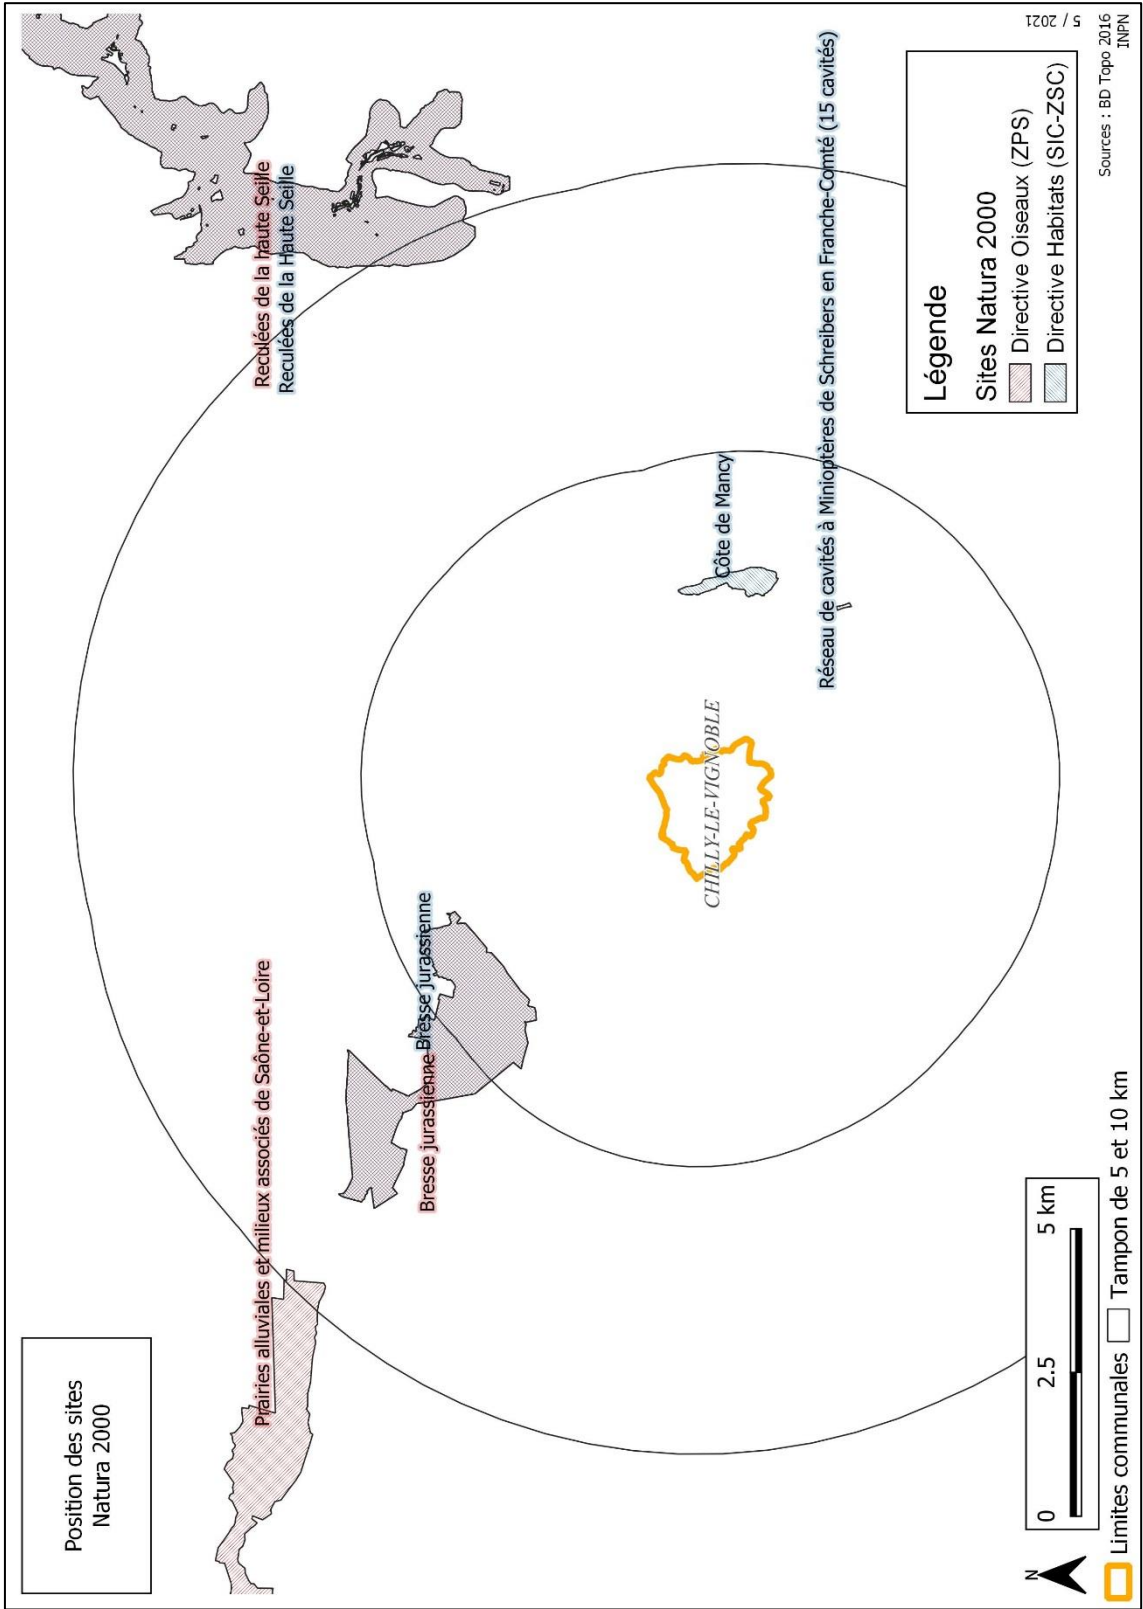 Position des sites
Natura 2000
Prairies alluviales et milieux associés de Saône-et-Loire
Reculées de la haute Seille
Reculées de la Haute Seille
Bresse jurassienne Bresse jurassienne
CHILLY-LE-VIGNOBLE
Côte de Mancy
Réseau de cavités à Minioptères de Schreibers en Franche-Comté (15 cavités)
Légende
Sites Natura 2000
Directive Oiseaux (ZPS)
Directive Habitats (SIC-ZSC)
N
0 2.5 5 km
Limites communales Tampon de 5 et 10 km
5 / 2021
Sources : BD Topo 2016
INPN